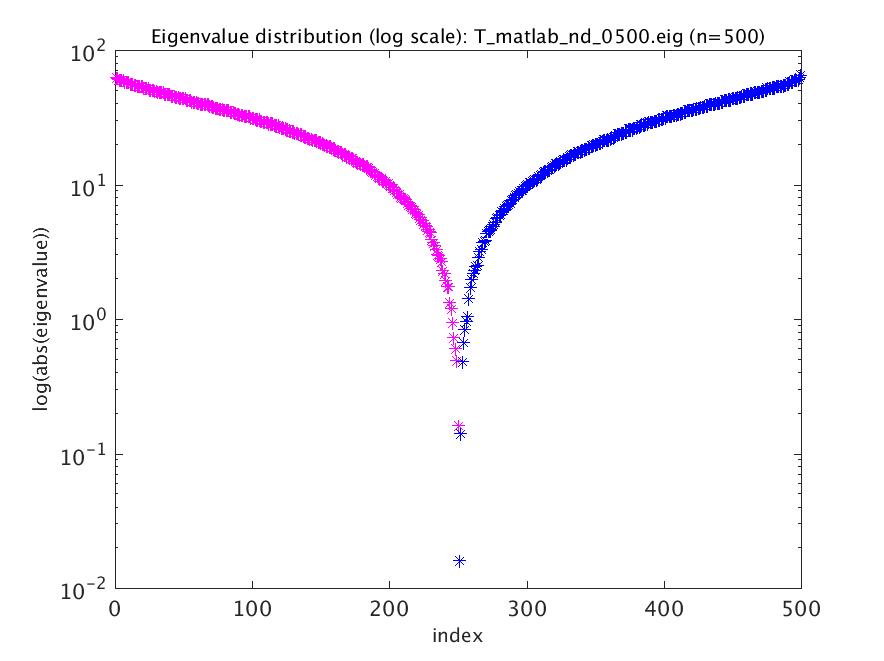 Eigenvalue distribution (log scale): T_matlab_nd_0500.eig (n=500)
10^2
10^1
10^0
10^-1
10^-2
log(abs(eigenvalue))
0 100 200 300 400 500
index